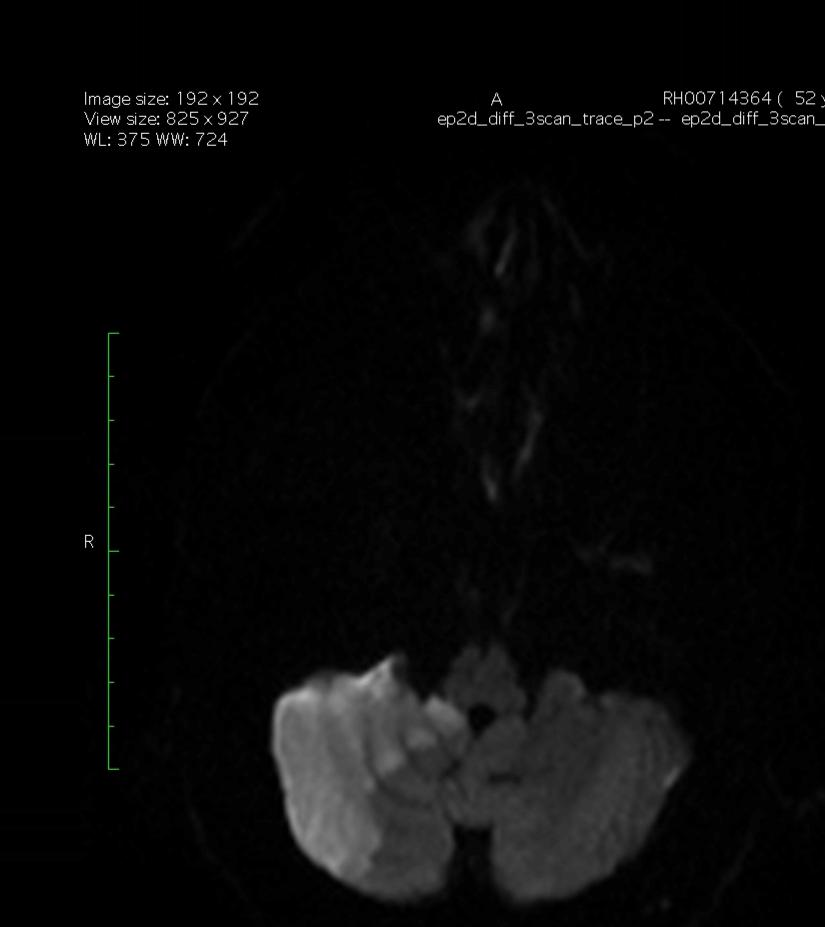 Image size: 192 x 192
View size: 825 x 927
WL: 375 WW: 724
A
RH00714364 ( 52 y
ep2d_diff_3scan_trace_p2 -- ep2d_diff_3scan_
R